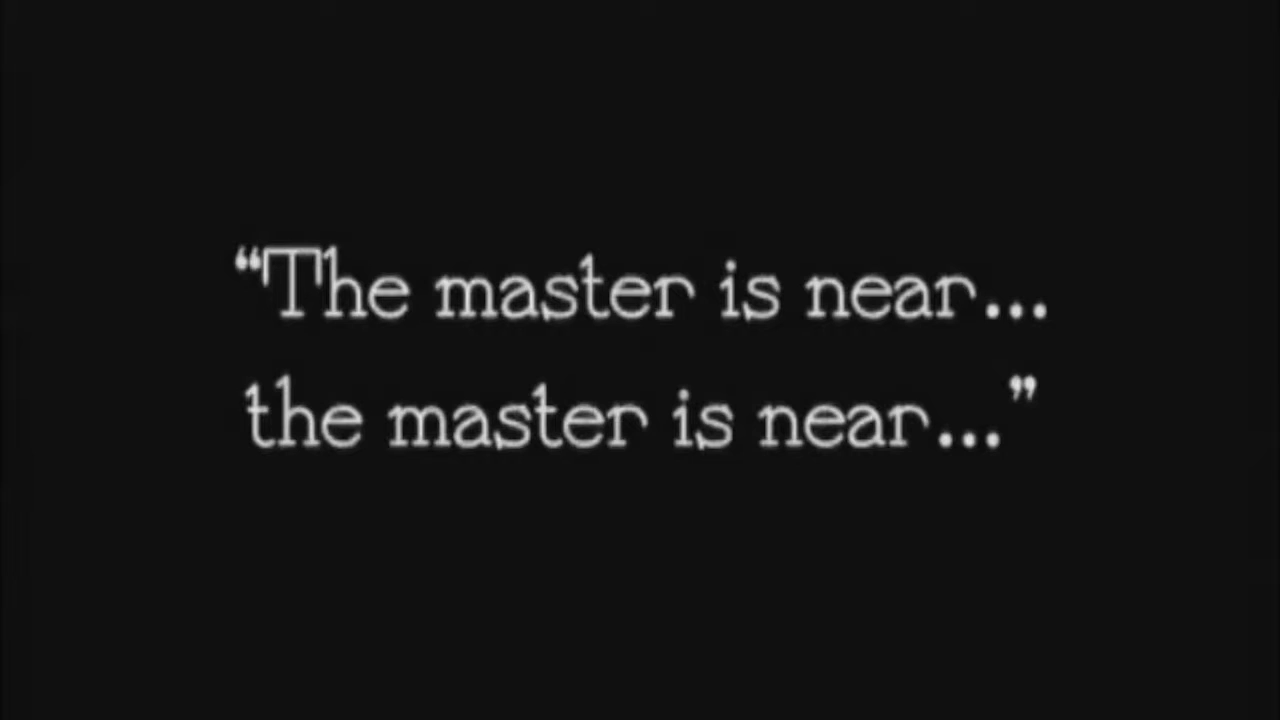 “The master is near...
the master is near...”